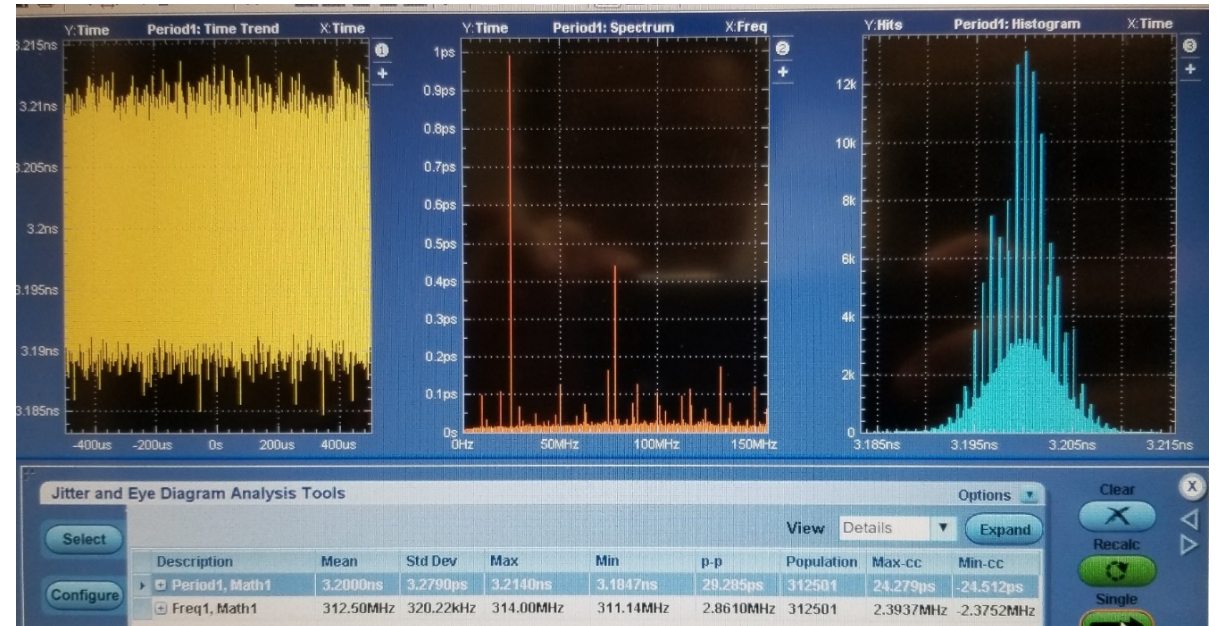 Y:Time Period1: Time Trend X:Time
3.215ns
3.21ns
3.205ns
3.2ns
3.195ns
3.19ns
3.185ns
-400us -200us 0s 200us 400us
1
+
Y:Time Period1: Spectrum X:Freq
1ps
0.9ps
0.8ps
0.7ps
0.6ps
0.5ps
0.4ps
0.3ps
0.2ps
0.1ps
0s
0Hz 50MHz 100MHz 150MHz
2
+
Y:Hits Period1: Histogram X:Time
12k
10k
8k
6k
4k
2k
0
3.185ns 3.195ns 3.205ns 3.215ns
3
+
Jitter and Eye Diagram Analysis Tools
Options
Clear
X
Select
View Details Expand
Recalc
Configure
Single
Description Mean Std Dev Max Min p-p Population Max-cc Min-cc
Period1, Math1 3.2000ns 3.2790ps 3.2140ns 3.1847ns 29.285ps 312501 24.279ps -24.512ps
Freq1, Math1 312.50MHz 320.22kHz 314.00MHz 311.14MHz 2.8610MHz 312501 2.3937MHz -2.3752MHz